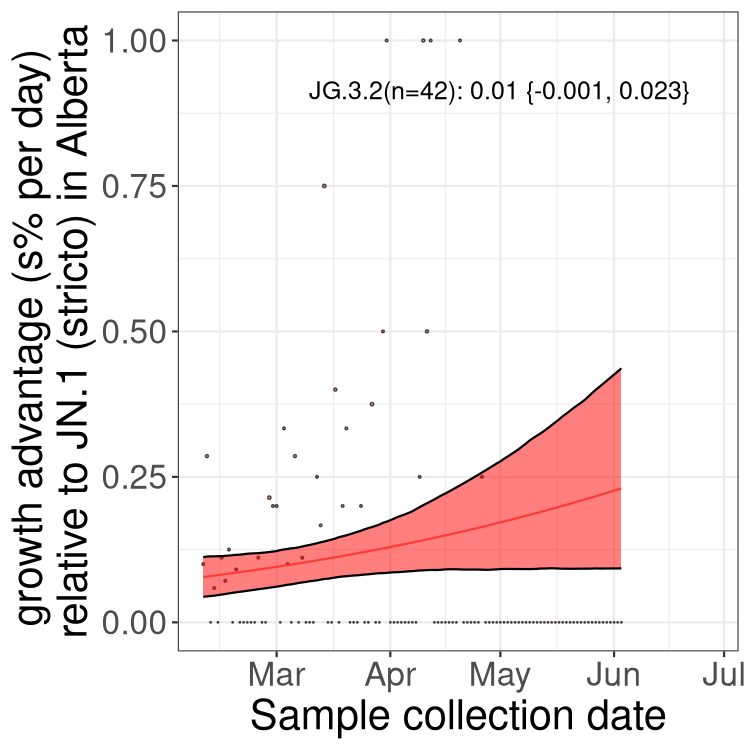 growth advantage (s% per day)
relative to JN.1 (stricto) in Alberta
1.00
0.75
0.50
0.25
0.00
JG.3.2(n=42): 0.01 {-0.001, 0.023}
Mar Apr May Jun Jul
Sample collection date